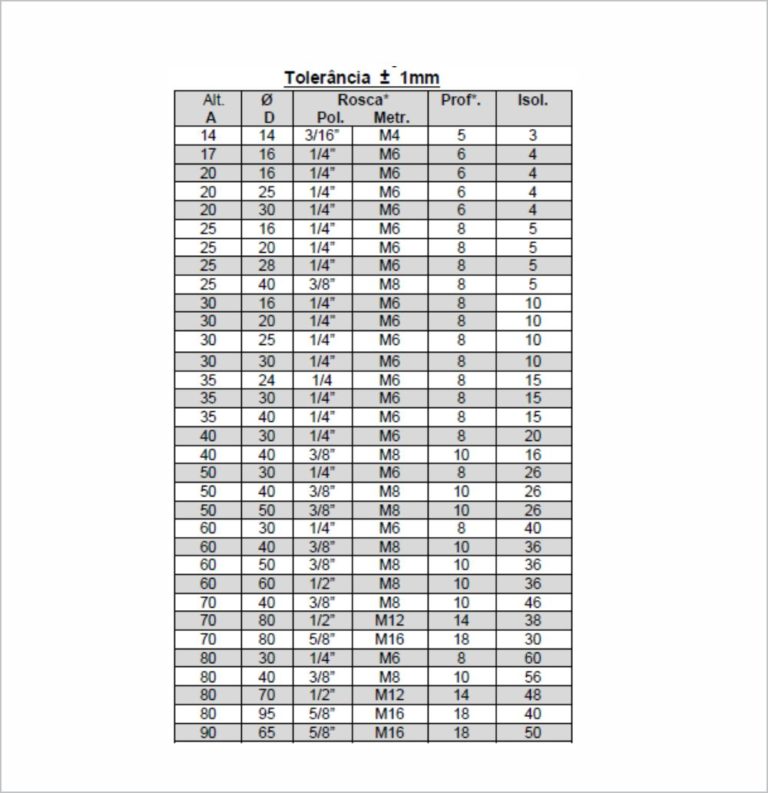 Tolerância ± 1mm
Alt. Ø Rosca* Prof*. Isol.
A D Pol. Metr.
14 14 3/16" M4 5 3
17 16 1/4" M6 6 4
20 16 1/4" M6 6 4
20 25 1/4" M6 6 4
20 30 1/4" M6 6 4
25 16 1/4" M6 8 5
25 20 1/4" M6 8 5
25 28 1/4" M6 8 5
25 40 3/8" M8 8 5
30 16 1/4" M6 8 10
30 20 1/4" M6 8 10
30 25 1/4" M6 8 10
30 30 1/4" M6 8 10
35 24 1/4 M6 8 15
35 30 1/4" M6 8 15
35 40 1/4" M6 8 15
40 30 1/4" M6 8 20
40 40 3/8" M8 10 16
50 30 1/4" M6 8 26
50 40 3/8" M8 10 26
50 50 3/8" M8 10 26
60 30 1/4" M6 8 40
60 40 3/8" M8 10 36
60 50 3/8" M8 10 36
60 60 1/2" M8 10 36
70 40 3/8" M8 10 46
70 80 1/2" M12 14 38
70 80 5/8" M16 18 30
80 30 1/4" M6 8 60
80 40 3/8" M8 10 56
80 70 1/2" M12 14 48
80 95 5/8" M16 18 40
90 65 5/8" M16 18 50